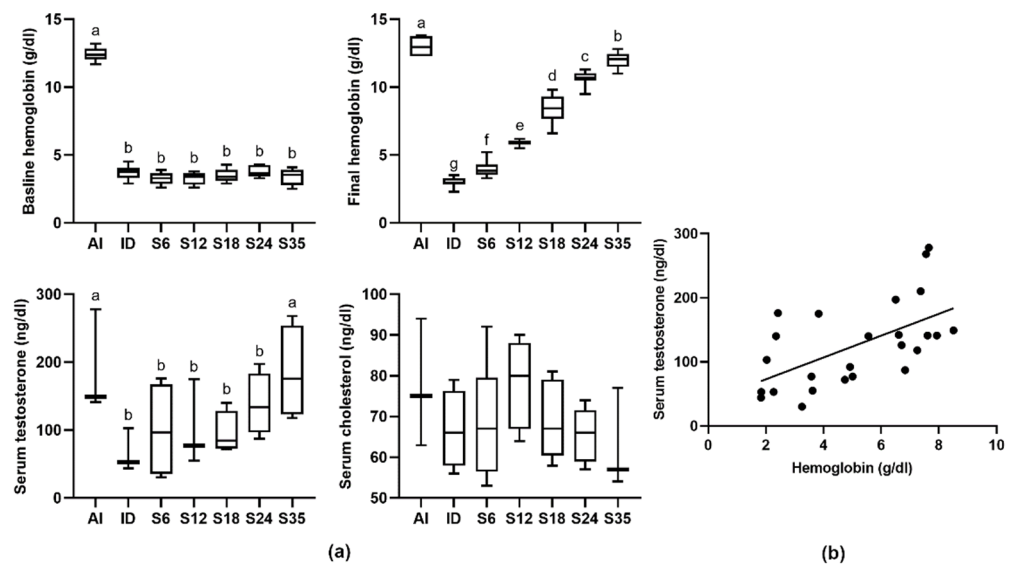 Basline hemoglobin (g/dl)
15
10
5
0
a
b
b
b
b
b
b
AI ID S6 S12 S18 S24 S35
Final hemoglobin (g/dl)
15
10
5
0
a
g
f
e
d
c
b
AI ID S6 S12 S18 S24 S35
Serum testosterone (ng/dl)
300
200
100
0
a
b
b
b
b
b
a
AI ID S6 S12 S18 S24 S35
Serum cholesterol (ng/dl)
100
90
80
70
60
50
AI ID S6 S12 S18 S24 S35
(a)
Serum testosterone (ng/dl)
300
200
100
0
0 2 4 6 8 10
Hemoglobin (g/dl)
(b)